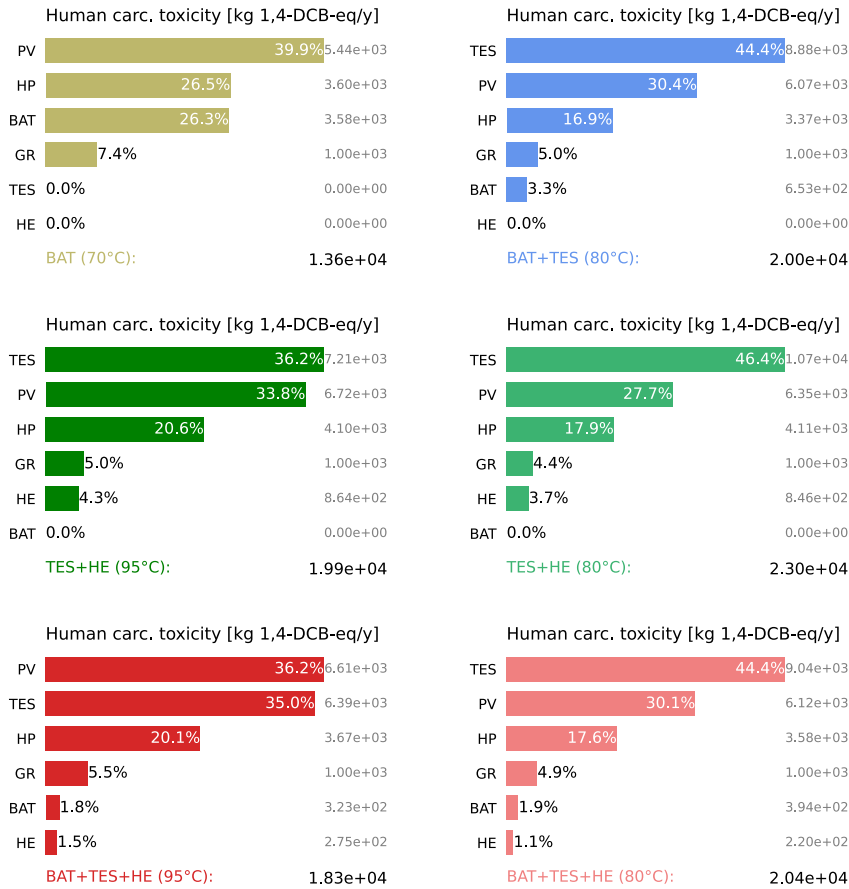 Human carc. toxicity [kg 1,4-DCB-eq/y]
PV 39.9% 5.44e+03
HP 26.5% 3.60e+03
BAT 26.3% 3.58e+03
GR 7.4% 1.00e+03
TES 0.0% 0.00e+00
HE 0.0% 0.00e+00
BAT (70°C): 1.36e+04
Human carc. toxicity [kg 1,4-DCB-eq/y]
TES 44.4% 8.88e+03
PV 30.4% 6.07e+03
HP 16.9% 3.37e+03
GR 5.0% 1.00e+03
BAT 3.3% 6.53e+02
HE 0.0% 0.00e+00
BAT+TES (80°C): 2.00e+04
Human carc. toxicity [kg 1,4-DCB-eq/y]
TES 36.2% 7.21e+03
PV 33.8% 6.72e+03
HP 20.6% 4.10e+03
GR 5.0% 1.00e+03
HE 4.3% 8.64e+02
BAT 0.0% 0.00e+00
TES+HE (95°C): 1.99e+04
Human carc. toxicity [kg 1,4-DCB-eq/y]
TES 46.4% 1.07e+04
PV 27.7% 6.35e+03
HP 17.9% 4.11e+03
GR 4.4% 1.00e+03
HE 3.7% 8.46e+02
BAT 0.0% 0.00e+00
TES+HE (80°C): 2.30e+04
Human carc. toxicity [kg 1,4-DCB-eq/y]
PV 36.2% 6.61e+03
TES 35.0% 6.39e+03
HP 20.1% 3.67e+03
GR 5.5% 1.00e+03
BAT 1.8% 3.23e+02
HE 1.5% 2.75e+02
BAT+TES+HE (95°C): 1.83e+04
Human carc. toxicity [kg 1,4-DCB-eq/y]
TES 44.4% 9.04e+03
PV 30.1% 6.12e+03
HP 17.6% 3.58e+03
GR 4.9% 1.00e+03
BAT 1.9% 3.94e+02
HE 1.1% 2.20e+02
BAT+TES+HE (80°C): 2.04e+04